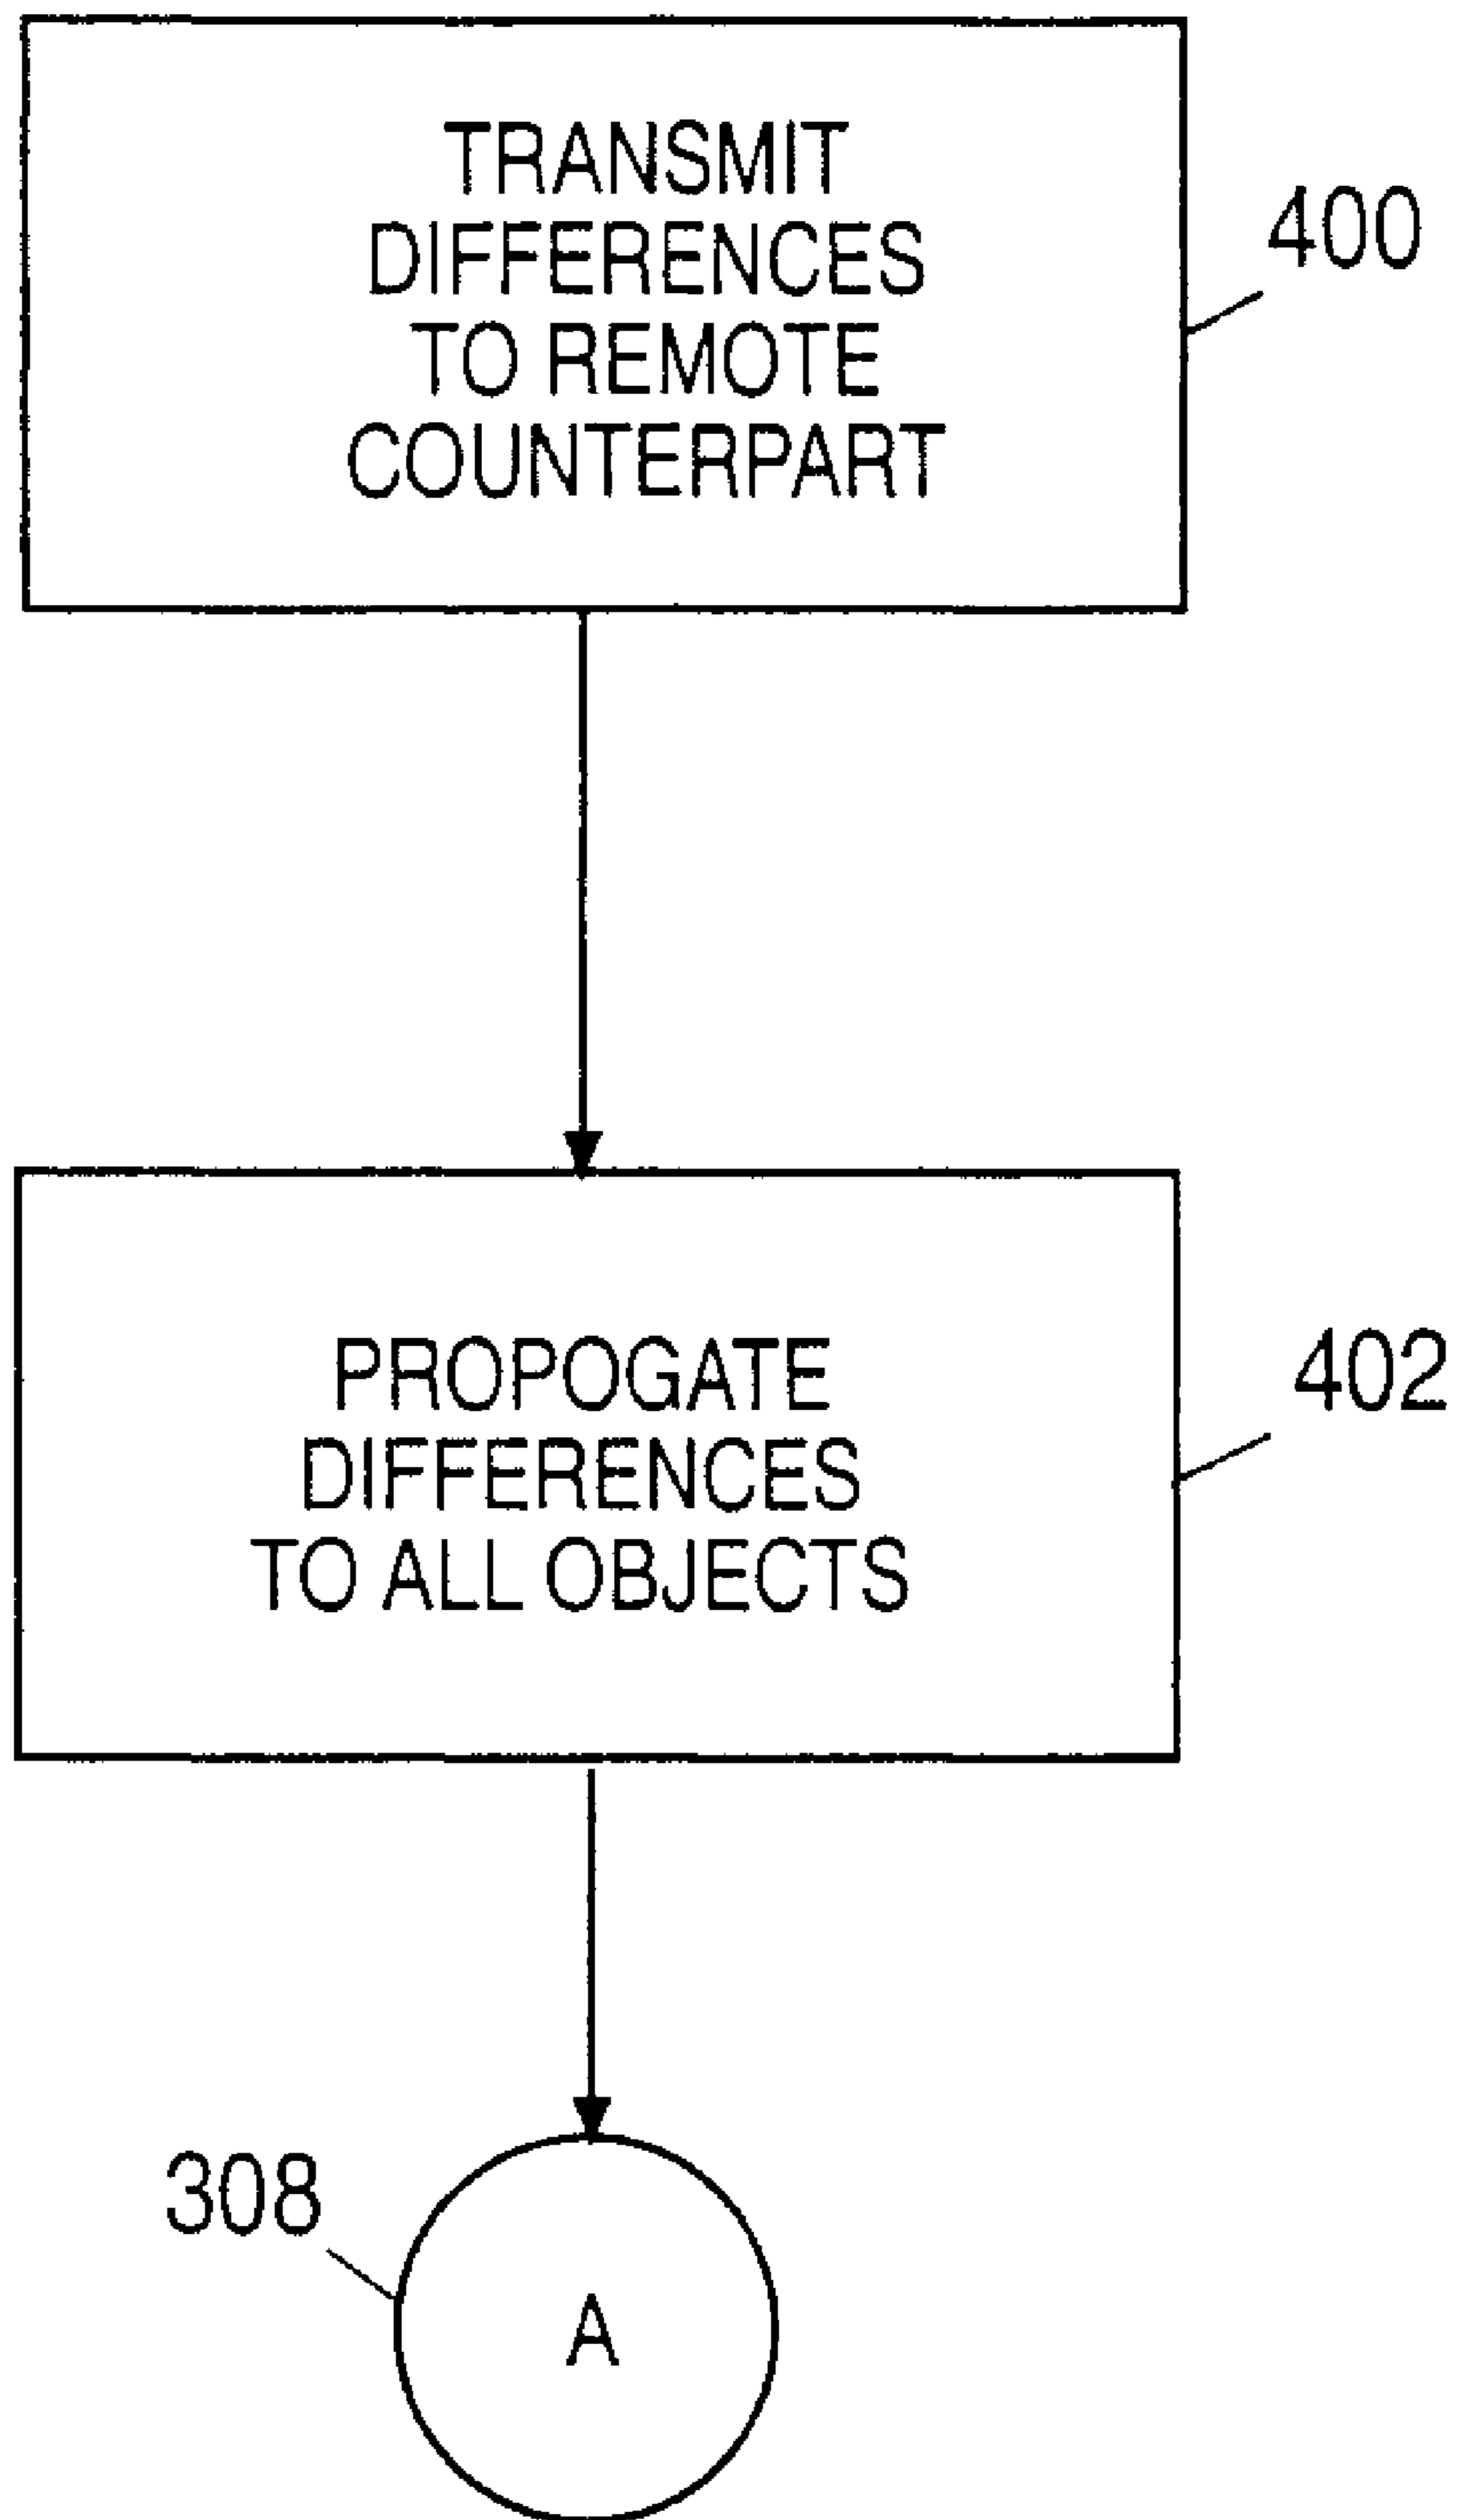 TRANSMIT
DIFFERENCES
TO REMOTE
COUNTERPART
400
PROPOGATE
DIFFERENCES
TO ALL OBJECTS
402
308
A